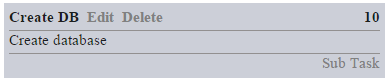 Create DB Edit Delete 10
Create database
Sub Task